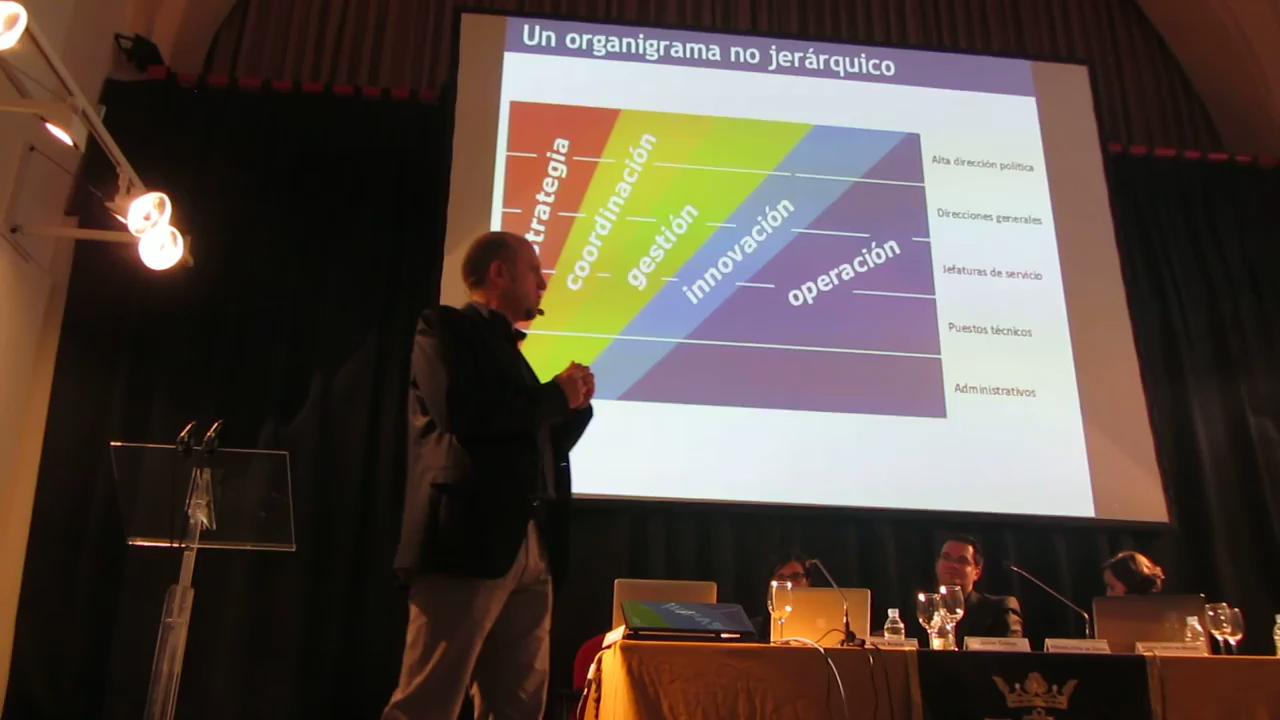 Un organigrama no jerárquico
trategia
coordinación
gestión
innovación
operación
Alta dirección política
Direcciones generales
Jefaturas de servicio
Puestos técnicos
Administrativos